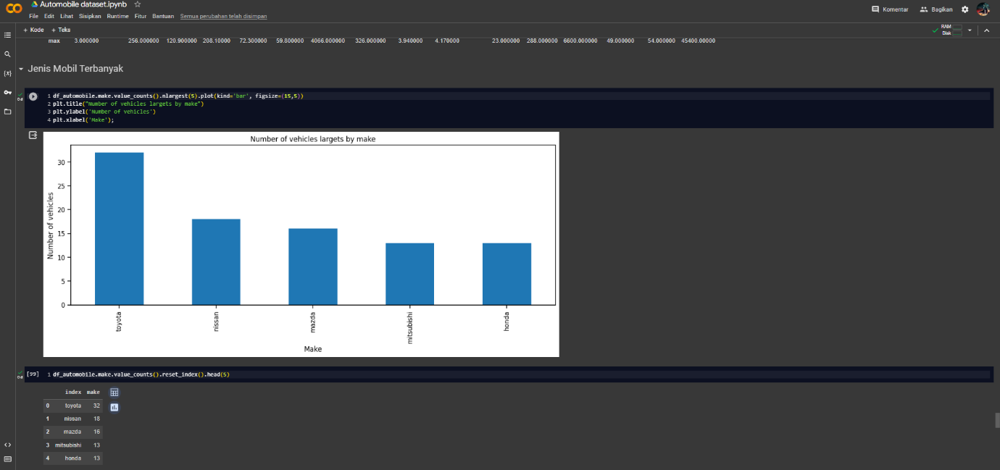 CO Automobile dataset.ipynb
File Edit Lihat Sisipkan Runtime Fitur Bantuan Semua perubahan telah disimpan
Komentar Bagikan
+ Kode + Teks
RAM
Disk
max 3.000000 256.000000 120.900000 208.10000 72.300000 59.800000 4066.000000 326.000000 3.940000 4.170000 23.000000 288.000000 6600.000000 49.000000 54.000000 45400.00000
{x}
Jenis Mobil Terbanyak
0d
1 df_automobile.make.value_counts().nlargest(5).plot(kind='bar', figsize=(15,5))
2 plt.title("Number of vehicles largets by make")
3 plt.ylabel('Number of vehicles')
4 plt.xlabel('Make');
Number of vehicles largets by make
Number of vehicles
30
25
20
15
10
5
0
toyota nissan mazda mitsubishi honda
Make
0d
[99] 1 df_automobile.make.value_counts().reset_index().head(5)
index make
0 toyota 32
1 nissan 18
2 mazda 16
3 mitsubishi 13
4 honda 13